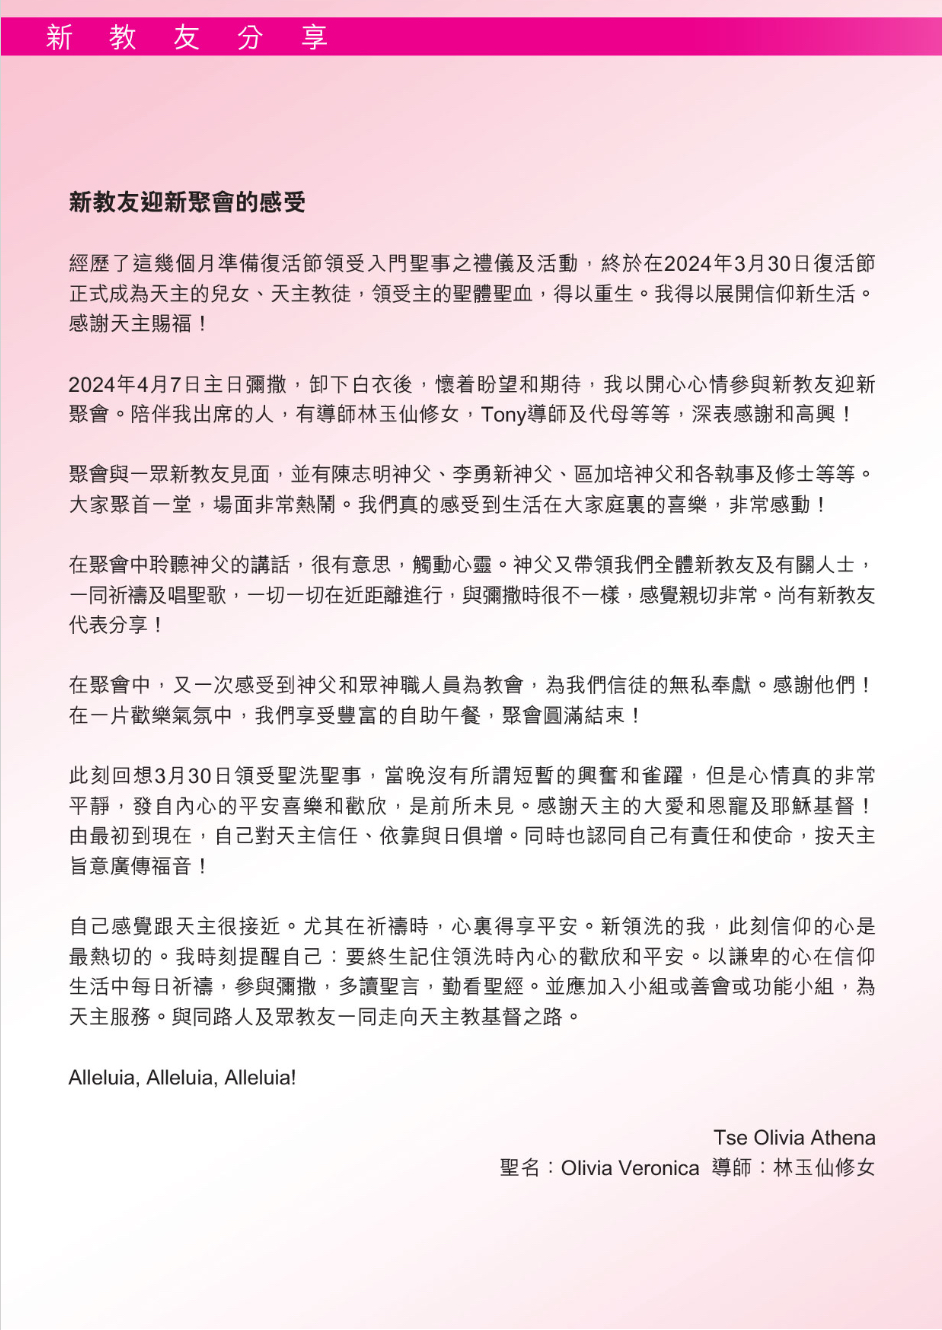 新教友分享
新教友迎新聚會的感受
經歷了這幾個月準備復活節領受入門聖事之禮儀及活動，終於在2024年3月30日復活節
正式成為天主的兒女、天主教徒，領受主的聖體聖血，得以重生。我得以展開信仰新生活。
感謝天主賜福！
2024年4月7日主日彌撒，卸下白衣後，懷着盼望和期待，我以開心心情參與新教友迎新
聚會。陪伴我出席的人，有導師林玉仙修女，Tony導師及代母等等，深表感謝和高興！
聚會與一眾新教友見面，並有陳志明神父、李勇新神父、區加培神父和各執事及修士等等。
大家聚首一堂，場面非常熱鬧。我們真的感受到生活在大家庭裏的喜樂，非常感動！
在聚會中聆聽神父的講話，很有意思，觸動心靈。神父又帶領我們全體新教友及有關人士，
一同祈禱及唱聖歌，一切一切在近距離進行，與彌撒時很不一樣，感覺親切非常。尚有新教友
代表分享！
在聚會中，又一次感受到神父和眾神職人員為教會，為我們信徒的無私奉獻。感謝他們！
在一片歡樂氣氛中，我們享受豐富的自助午餐，聚會圓滿結束！
此刻回想3月30日領受聖洗聖事，當晚沒有所謂短暫的興奮和雀躍，但是心情真的非常
平靜，發自內心的平安喜樂和歡欣，是前所未見。感謝天主的大愛和恩寵及耶穌基督！
由最初到現在，自己對天主信任、依靠與日俱增。同時也認同自己有責任和使命，按天主
旨意廣傳福音！
自己感覺跟天主很接近。尤其在祈禱時，心裏得享平安。新領洗的我，此刻信仰的心是
最熱切的。我時刻提醒自己：要終生記住領洗時內心的歡欣和平安。以謙卑的心在信仰
生活中每日祈禱，參與彌撒，多讀聖言，勤看聖經。並應加入小組或善會或功能小組，為
天主服務。與同路人及眾教友一同走向天主教基督之路。
Alleluia, Alleluia, Alleluia!
Tse Olivia Athena
聖名：Olivia Veronica 導師：林玉仙修女